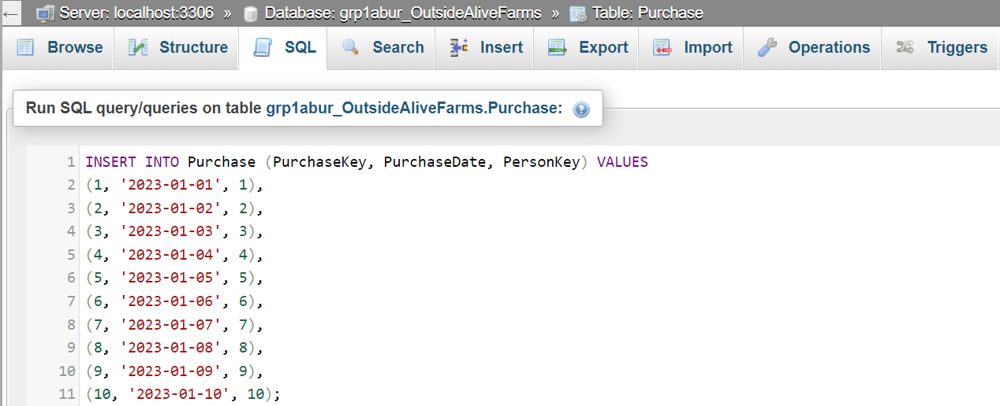 ← Server: localhost:3306 » Database: grp1abur_OutsideAliveFarms » Table: Purchase
Browse Structure SQL Search Insert Export Import Operations Triggers
Run SQL query/queries on table grp1abur_OutsideAliveFarms.Purchase:
1 INSERT INTO Purchase (PurchaseKey, PurchaseDate, PersonKey) VALUES
2 (1, '2023-01-01', 1),
3 (2, '2023-01-02', 2),
4 (3, '2023-01-03', 3),
5 (4, '2023-01-04', 4),
6 (5, '2023-01-05', 5),
7 (6, '2023-01-06', 6),
8 (7, '2023-01-07', 7),
9 (8, '2023-01-08', 8),
10 (9, '2023-01-09', 9),
11 (10, '2023-01-10', 10);